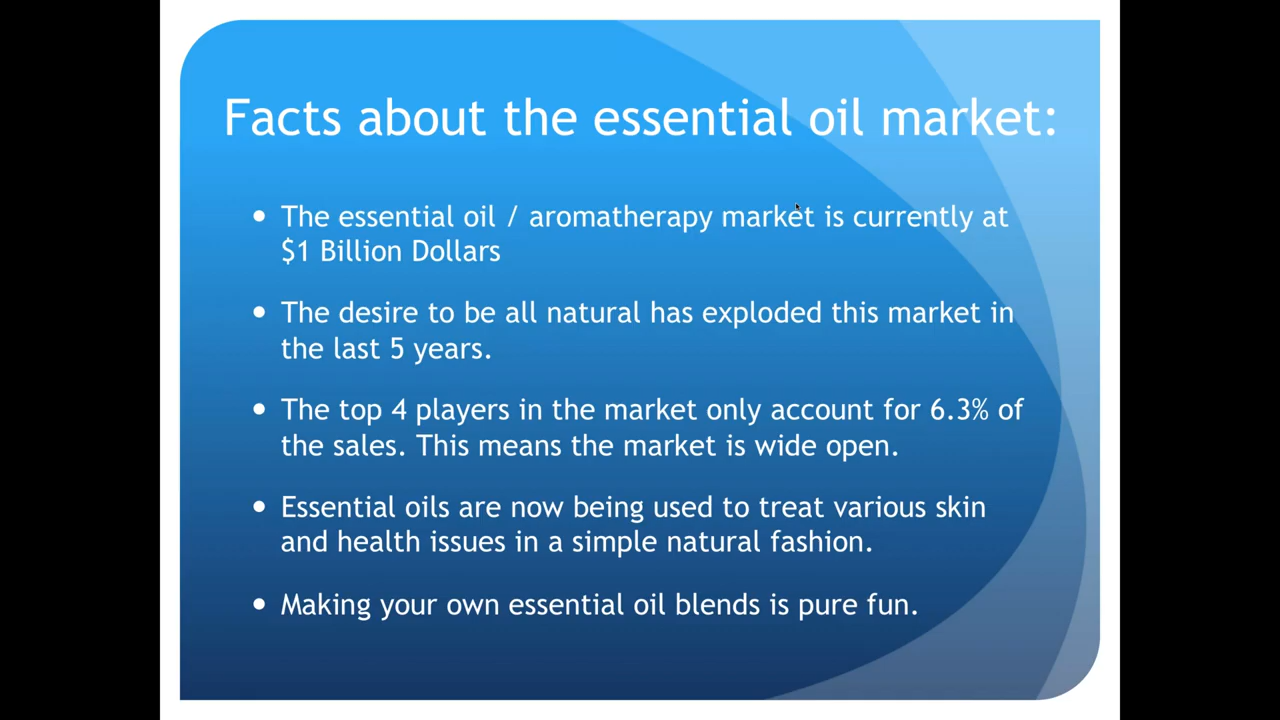 Facts about the essential oil market:
• The essential oil / aromatherapy market is currently at
$1 Billion Dollars
• The desire to be all natural has exploded this market in
the last 5 years.
• The top 4 players in the market only account for 6.3% of
the sales. This means the market is wide open.
• Essential oils are now being used to treat various skin
and health issues in a simple natural fashion.
• Making your own essential oil blends is pure fun.